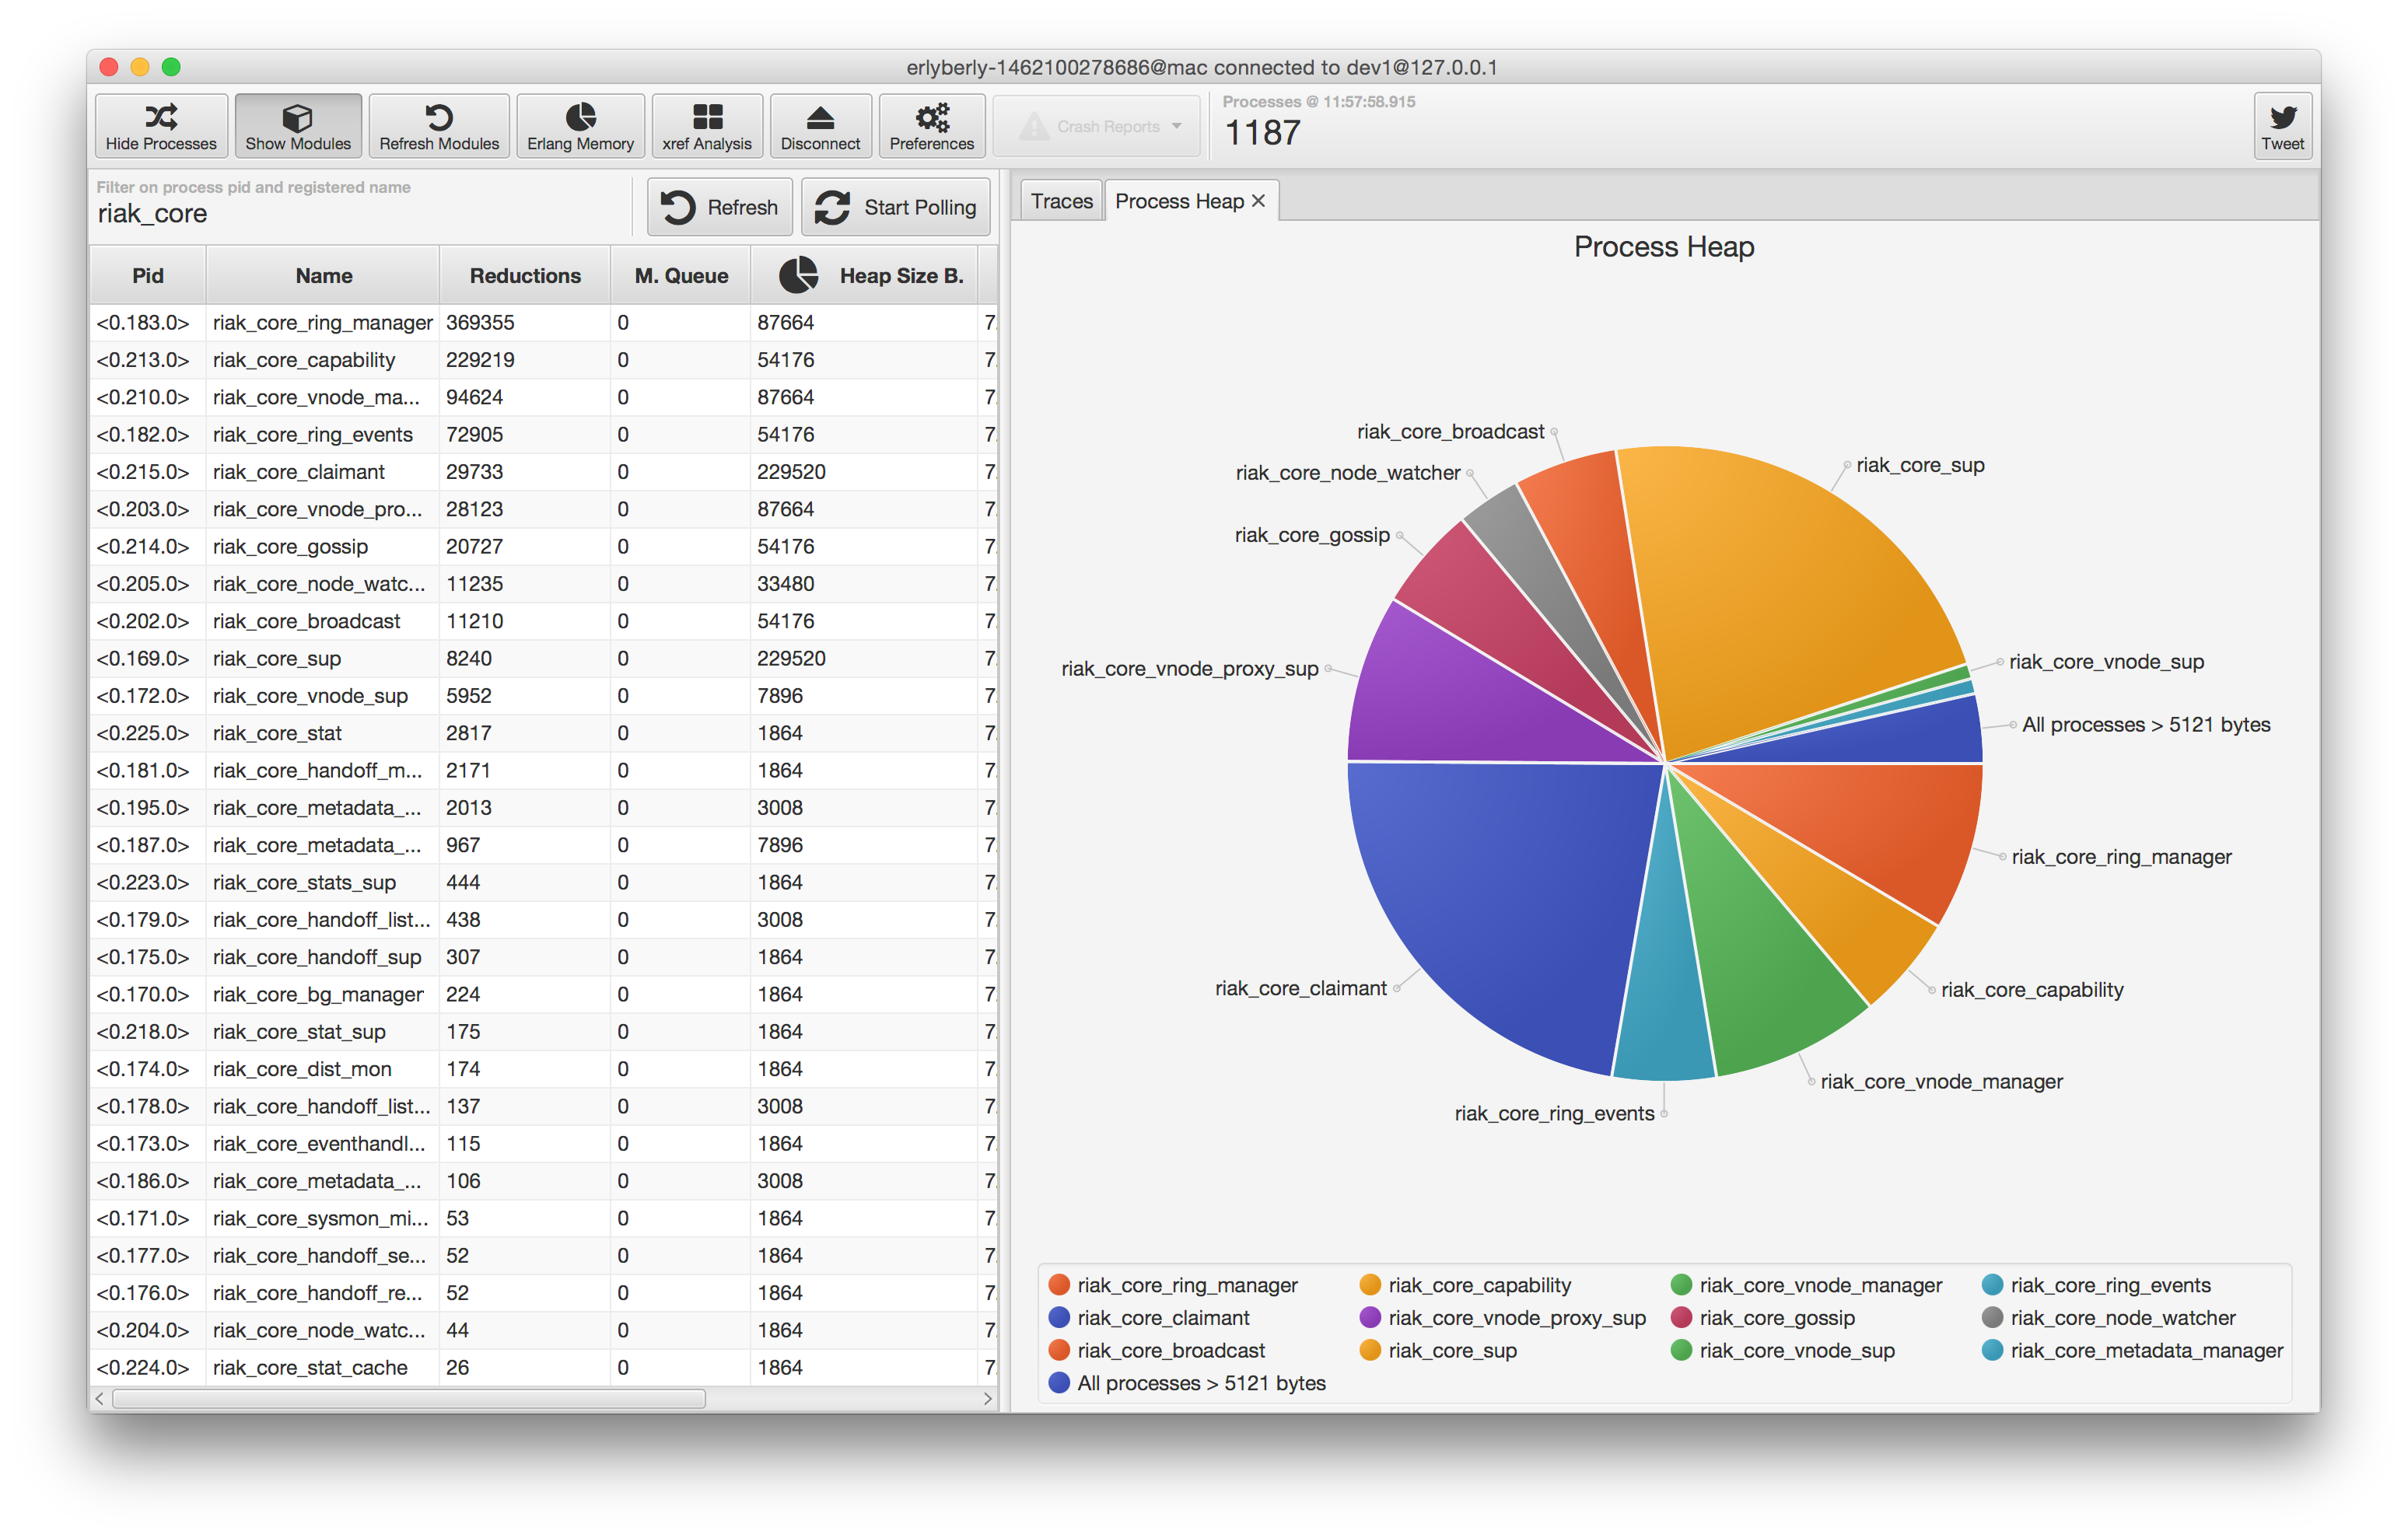 erlyberly-1462100278686@mac connected to dev1@127.0.0.1
Hide Processes Show Modules Refresh Modules Erlang Memory xref Analysis Disconnect Preferences Crash Reports
Processes @ 11:57:58.915
1187
Tweet
Filter on process pid and registered name
riak_core
Refresh Start Polling
Pid Name Reductions M. Queue Heap Size B.
<0.183.0> riak_core_ring_manager 369355 0 87664 7.
<0.213.0> riak_core_capability 229219 0 54176 7.
<0.210.0> riak_core_vnode_ma... 94624 0 87664 7.
<0.182.0> riak_core_ring_events 72905 0 54176 7.
<0.215.0> riak_core_claimant 29733 0 229520 7.
<0.203.0> riak_core_vnode_pro... 28123 0 87664 7.
<0.214.0> riak_core_gossip 20727 0 54176 7.
<0.205.0> riak_core_node_watc... 11235 0 33480 7.
<0.202.0> riak_core_broadcast 11210 0 54176 7.
<0.169.0> riak_core_sup 8240 0 229520 7.
<0.172.0> riak_core_vnode_sup 5952 0 7896 7.
<0.225.0> riak_core_stat 2817 0 1864 7.
<0.181.0> riak_core_handoff_m... 2171 0 1864 7.
<0.195.0> riak_core_metadata_... 2013 0 3008 7.
<0.187.0> riak_core_metadata_... 967 0 7896 7.
<0.223.0> riak_core_stats_sup 444 0 1864 7.
<0.179.0> riak_core_handoff_list... 438 0 3008 7.
<0.175.0> riak_core_handoff_sup 307 0 1864 7.
<0.170.0> riak_core_bg_manager 224 0 1864 7.
<0.218.0> riak_core_stat_sup 175 0 1864 7.
<0.174.0> riak_core_dist_mon 174 0 1864 7.
<0.178.0> riak_core_handoff_list... 137 0 3008 7.
<0.173.0> riak_core_eventhandl... 115 0 1864 7.
<0.186.0> riak_core_metadata_... 106 0 3008 7.
<0.171.0> riak_core_sysmon_mi... 53 0 1864 7.
<0.177.0> riak_core_handoff_se... 52 0 1864 7.
<0.176.0> riak_core_handoff_re... 52 0 1864 7.
<0.204.0> riak_core_node_watc... 44 0 1864 7.
<0.224.0> riak_core_stat_cache 26 0 1864 7.
Traces Process Heap
Process Heap
riak_core_broadcast
riak_core_sup
riak_core_node_watcher
riak_core_gossip
riak_core_vnode_sup
riak_core_vnode_proxy_sup
All processes > 5121 bytes
riak_core_ring_manager
riak_core_claimant
riak_core_capability
riak_core_vnode_manager
riak_core_ring_events
riak_core_ring_manager riak_core_capability riak_core_vnode_manager riak_core_ring_events
riak_core_claimant riak_core_vnode_proxy_sup riak_core_gossip riak_core_node_watcher
riak_core_broadcast riak_core_sup riak_core_vnode_sup riak_core_metadata_manager
All processes > 5121 bytes